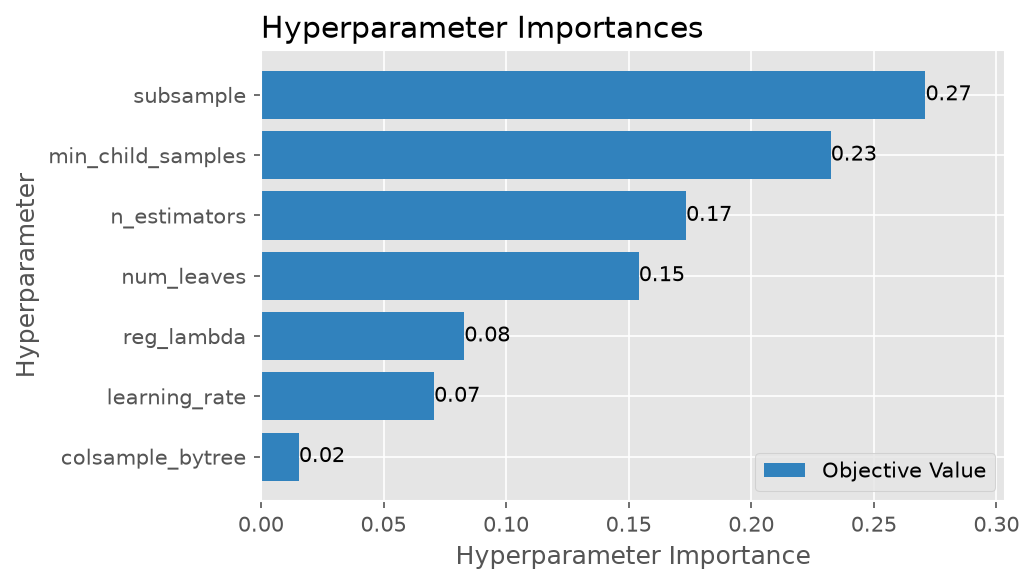 Hyperparameter Importances
Hyperparameter
subsample 0.27
min_child_samples 0.23
n_estimators 0.17
num_leaves 0.15
reg_lambda 0.08
learning_rate 0.07
colsample_bytree 0.02
Objective Value
0.00 0.05 0.10 0.15 0.20 0.25 0.30
Hyperparameter Importance